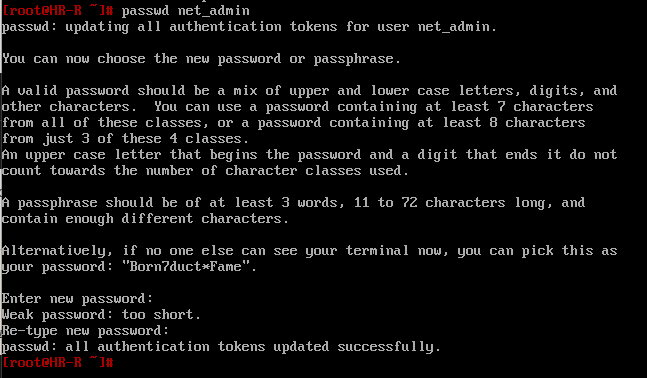 [root@HR-R ~]# passwd net_admin
passwd: updating all authentication tokens for user net_admin.
You can now choose the new password or passphrase.
A valid password should be a mix of upper and lower case letters, digits, and
other characters.  You can use a password containing at least 7 characters
from all of these classes, or a password containing at least 8 characters
from just 3 of these 4 classes.
An upper case letter that begins the password and a digit that ends it do not
count towards the number of character classes used.
A passphrase should be of at least 3 words, 11 to 72 characters long, and
contain enough different characters.
Alternatively, if no one else can see your terminal now, you can pick this as
your password: "Born7duct*Fame".
Enter new password:
Weak password: too short.
Re-type new password:
passwd: all authentication tokens updated successfully.
[root@HR-R ~]#